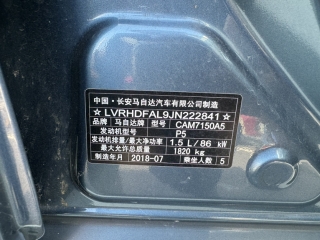 中国·长安马自达汽车有限公司制造
★LVRHDFAL9JN222841★
品牌 马自达牌 型号 CAM7150A5
发动机型号 P5
发动机排量/最大净功率 1.5 L/86 kW
最大允许总质量 1820 kg
制造年月 2018-07 乘坐人数 5